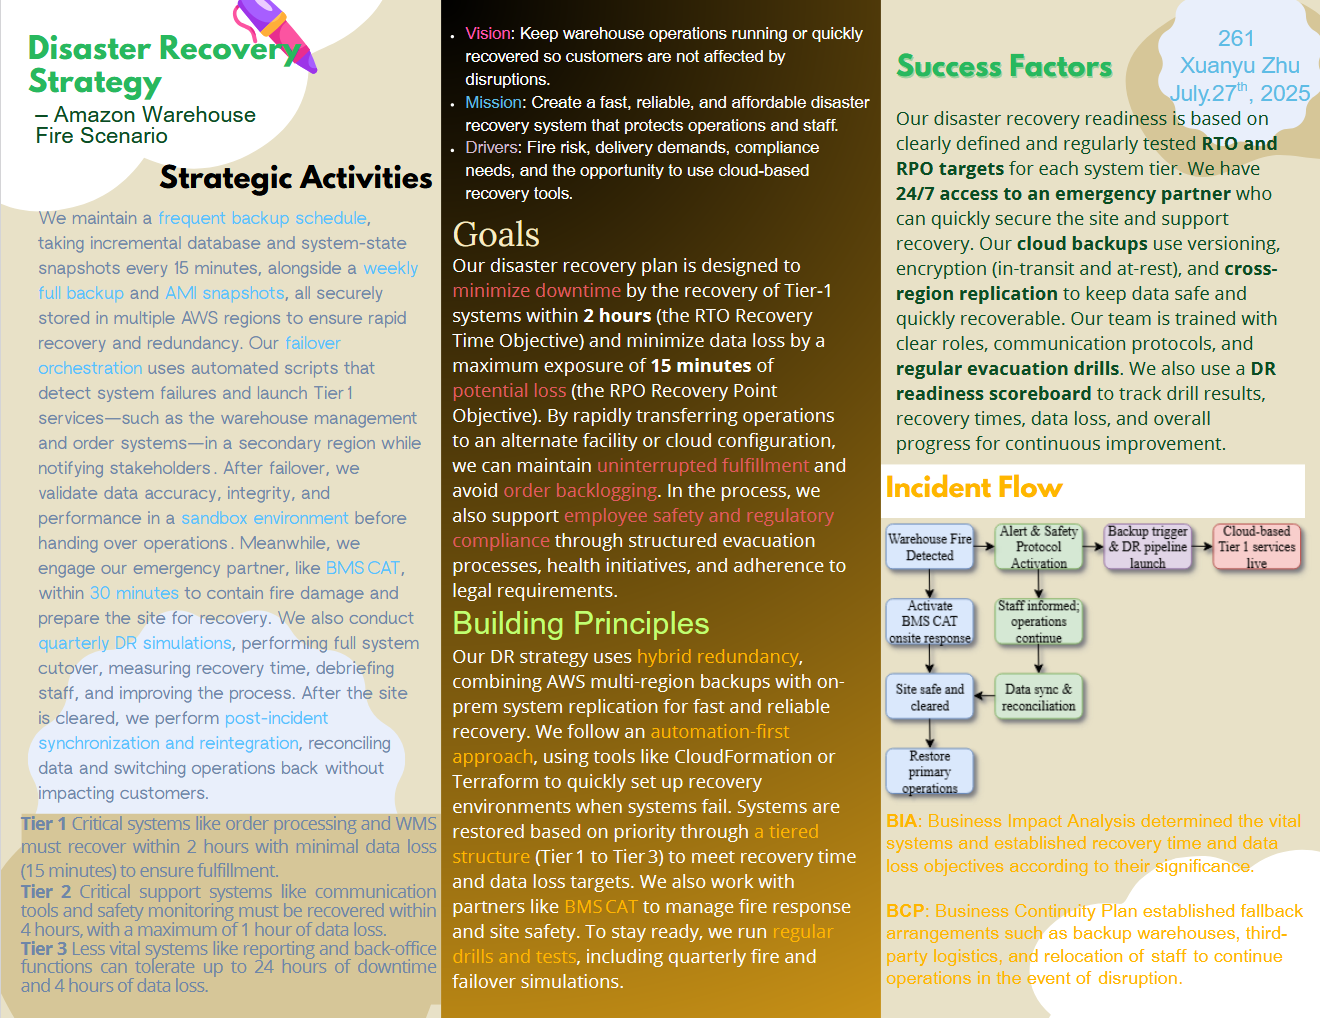 Disaster Recovery
Strategy
– Amazon Warehouse
Fire Scenario
Strategic Activities
We maintain a frequent backup schedule,
taking incremental database and system-state
snapshots every 15 minutes, alongside a weekly
full backup and AMI snapshots, all securely
stored in multiple AWS regions to ensure rapid
recovery and redundancy. Our failover
orchestration uses automated scripts that
detect system failures and launch Tier 1
services—such as the warehouse management
and order systems—in a secondary region while
notifying stakeholders. After failover, we
validate data accuracy, integrity, and
performance in a sandbox environment before
handing over operations. Meanwhile, we
engage our emergency partner, like BMS CAT,
within 30 minutes to contain fire damage and
prepare the site for recovery. We also conduct
quarterly DR simulations, performing full system
cutover, measuring recovery time, debriefing
staff, and improving the process. After the site
is cleared, we perform post-incident
synchronization and reintegration, reconciling
data and switching operations back without
impacting customers.
Tier 1 Critical systems like order processing and WMS
must recover within 2 hours with minimal data loss
(15 minutes) to ensure fulfillment.
Tier 2 Critical support systems like communication
tools and safety monitoring must be recovered within
4 hours, with a maximum of 1 hour of data loss.
Tier 3 Less vital systems like reporting and back-office
functions can tolerate up to 24 hours of downtime
and 4 hours of data loss.
• Vision: Keep warehouse operations running or quickly
recovered so customers are not affected by
disruptions.
• Mission: Create a fast, reliable, and affordable disaster
recovery system that protects operations and staff.
• Drivers: Fire risk, delivery demands, compliance
needs, and the opportunity to use cloud-based
recovery tools.
Goals
Our disaster recovery plan is designed to
minimize downtime by the recovery of Tier-1
systems within 2 hours (the RTO Recovery
Time Objective) and minimize data loss by a
maximum exposure of 15 minutes of
potential loss (the RPO Recovery Point
Objective). By rapidly transferring operations
to an alternate facility or cloud configuration,
we can maintain uninterrupted fulfillment and
avoid order backlogging. In the process, we
also support employee safety and regulatory
compliance through structured evacuation
processes, health initiatives, and adherence to
legal requirements.
Building Principles
Our DR strategy uses hybrid redundancy,
combining AWS multi-region backups with on-
prem system replication for fast and reliable
recovery. We follow an automation-first
approach, using tools like CloudFormation or
Terraform to quickly set up recovery
environments when systems fail. Systems are
restored based on priority through a tiered
structure (Tier 1 to Tier 3) to meet recovery time
and data loss targets. We also work with
partners like BMS CAT to manage fire response
and site safety. To stay ready, we run regular
drills and tests, including quarterly fire and
failover simulations.
261
Xuanyu Zhu
July.27th, 2025
Success Factors
Our disaster recovery readiness is based on
clearly defined and regularly tested RTO and
RPO targets for each system tier. We have
24/7 access to an emergency partner who
can quickly secure the site and support
recovery. Our cloud backups use versioning,
encryption (in-transit and at-rest), and cross-
region replication to keep data safe and
quickly recoverable. Our team is trained with
clear roles, communication protocols, and
regular evacuation drills. We also use a DR
readiness scoreboard to track drill results,
recovery times, data loss, and overall
progress for continuous improvement.
Incident Flow
Warehouse Fire
Detected
Alert & Safety
Protocol
Activation
Backup trigger
& DR pipeline
launch
Cloud-based
Tier 1 services
live
Activate
BMS CAT
onsite response
Staff informed;
operations
continue
Site safe and
cleared
Data sync &
reconciliation
Restore
primary
operations
BIA: Business Impact Analysis determined the vital
systems and established recovery time and data
loss objectives according to their significance.
BCP: Business Continuity Plan established fallback
arrangements such as backup warehouses, third-
party logistics, and relocation of staff to continue
operations in the event of disruption.